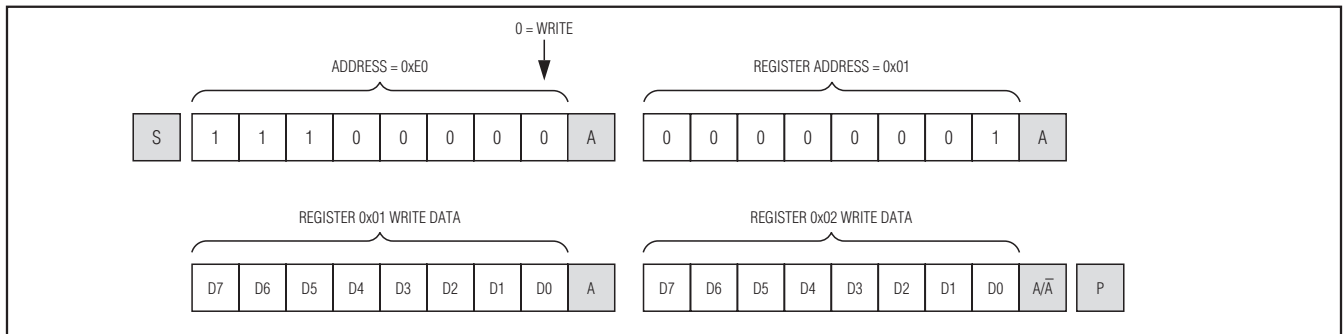 0 = WRITE
ADDRESS = 0xE0 REGISTER ADDRESS = 0x01
S 1 1 1 0 0 0 0 0 A 0 0 0 0 0 0 0 1 A
REGISTER 0x01 WRITE DATA REGISTER 0x02 WRITE DATA
D7 D6 D5 D4 D3 D2 D1 D0 A D7 D6 D5 D4 D3 D2 D1 D0 A/A̅ P